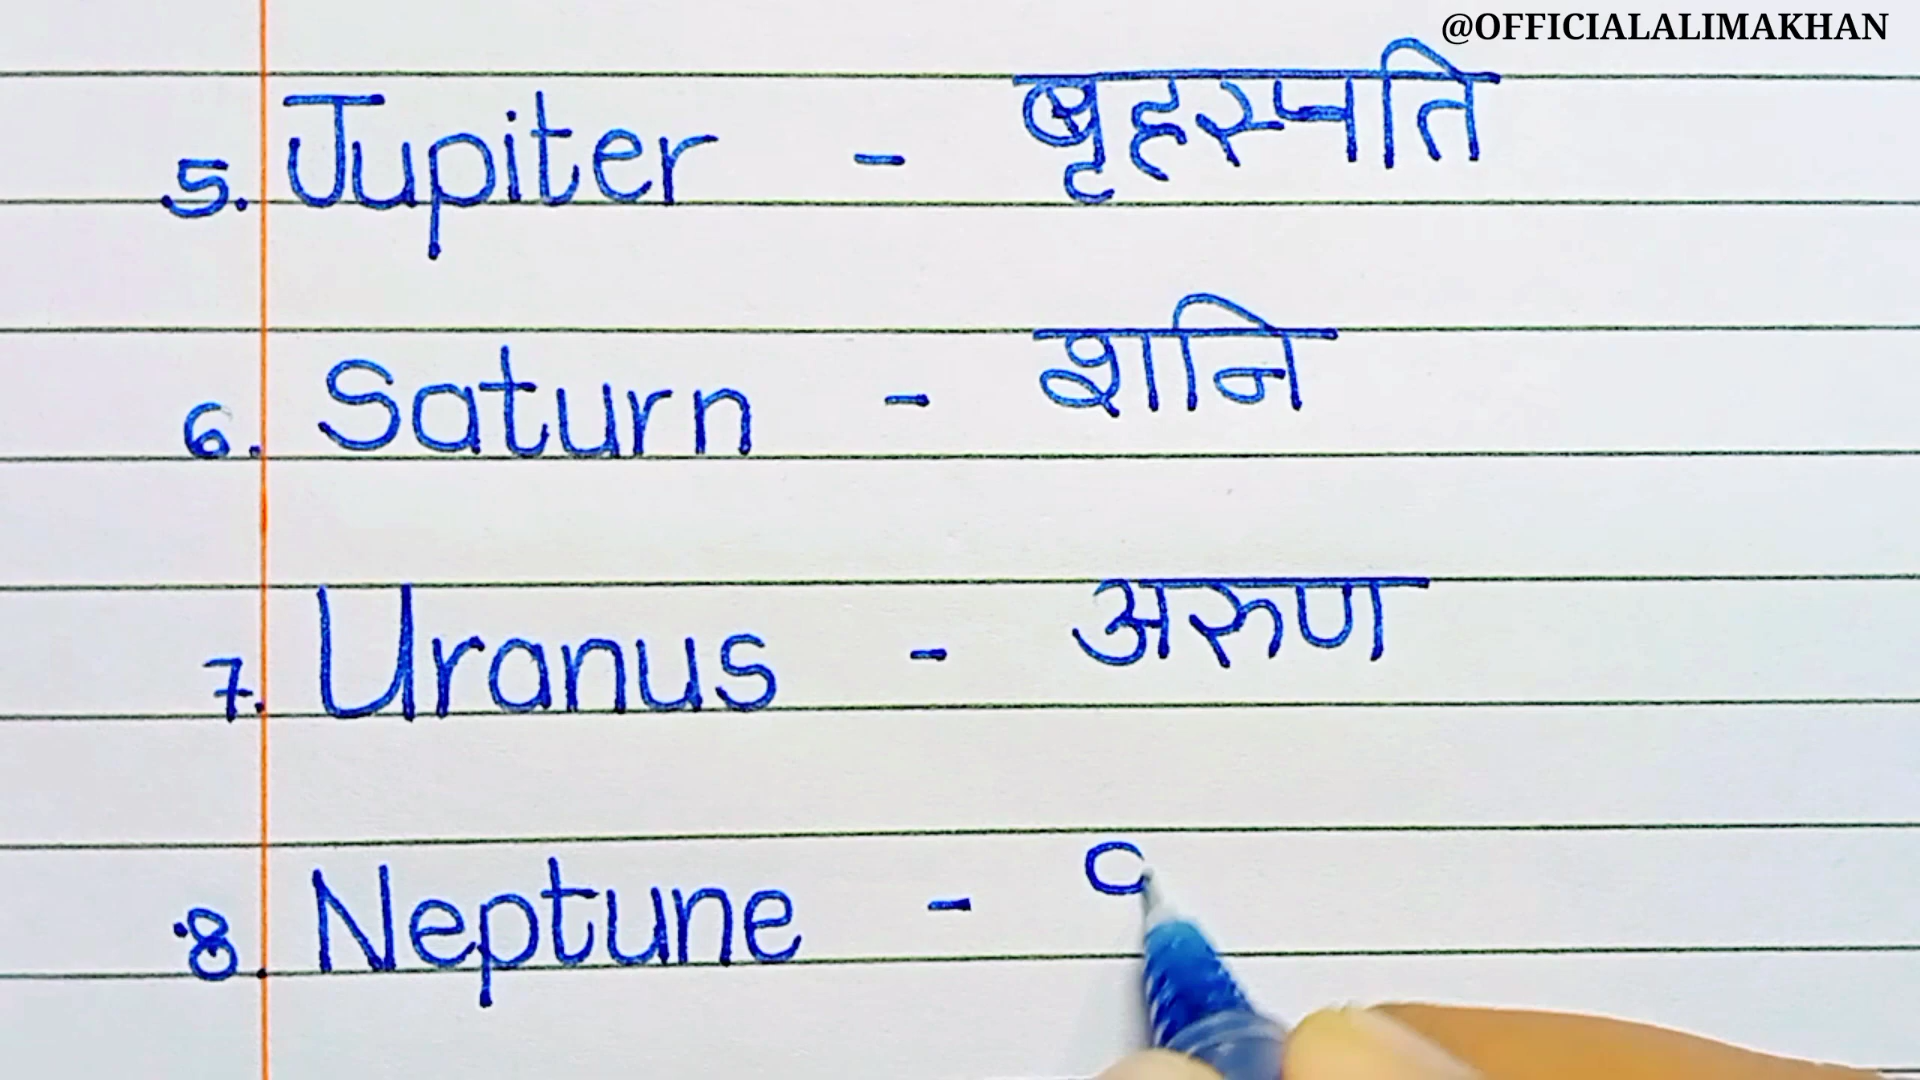 @OFFICIALALIMAKHAN
5. Jupiter - बृहस्पति
6. Saturn - शनि
7. Uranus - अरुण
8. Neptune -